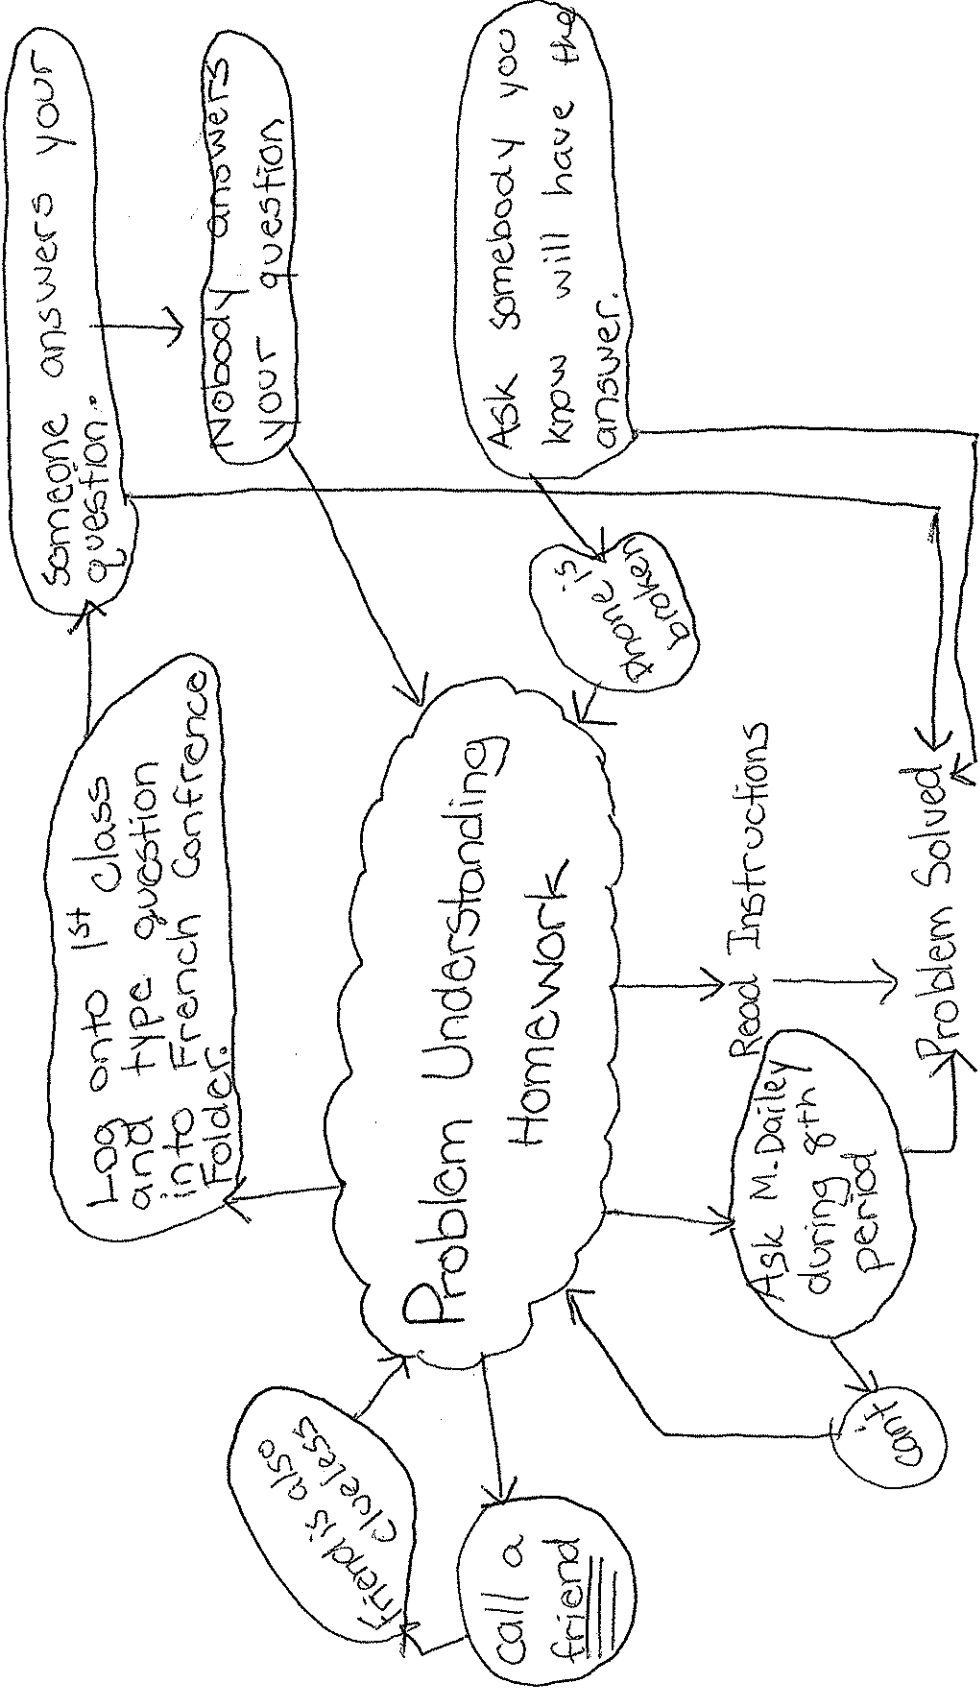 Someone answers your
question.
Nobody answers
your question
Ask somebody you
know will have the
answer.
Log onto 1st class
and type question
into French Confrence
Folder.
Phone is
broken
Problem Understanding
Homework
Read Instructions
Problem Solved
Ask M. Dailey
during 8th
period
can't
friend is also
clueless
call a
friend